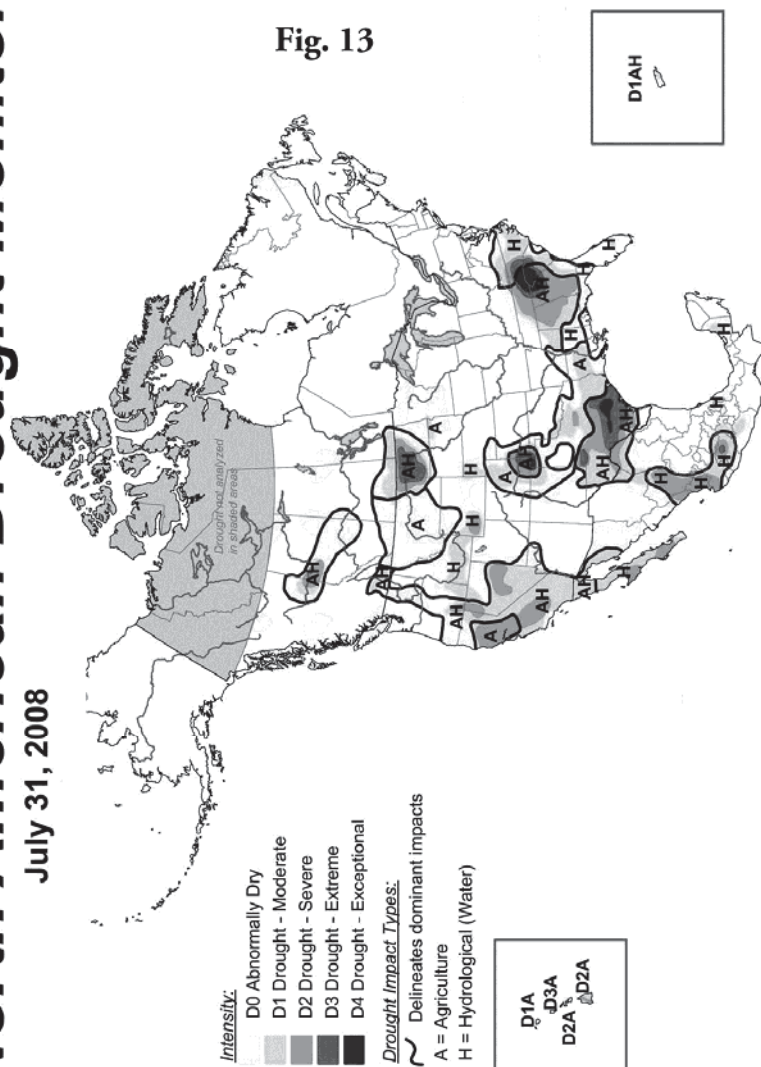 Fig. 13
July 31, 2008
Drought not analyzed
in shaded areas
Intensity:
D0 Abnormally Dry
D1 Drought - Moderate
D2 Drought - Severe
D3 Drought - Extreme
D4 Drought - Exceptional
Drought Impact Types:
Delineates dominant impacts
A = Agriculture
H = Hydrological (Water)
D1A
D3A
D2A
D2A
D1AH
AH
AH
AH
A
A
H
H
H
AH
A
AH
AH
H
A
AH
AH
AH
A
H
AH
H
H
H
H
H
H
H
H